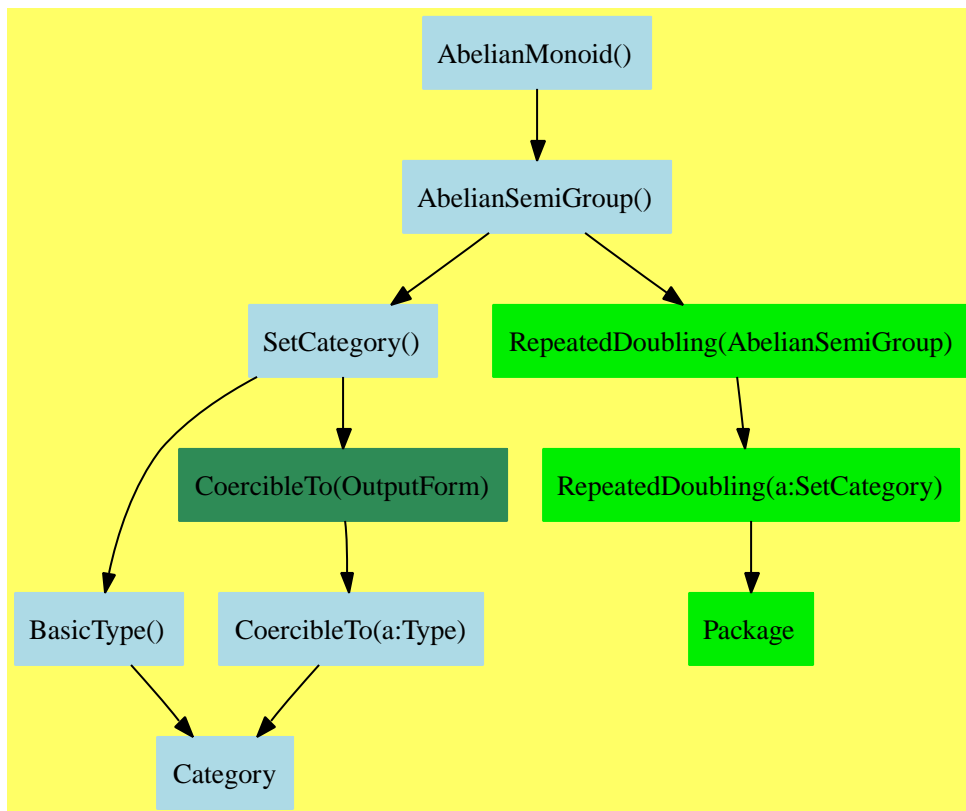 AbelianMonoid()
AbelianSemiGroup()
SetCategory()
RepeatedDoubling(AbelianSemiGroup)
CoercibleTo(OutputForm)
RepeatedDoubling(a:SetCategory)
BasicType()
CoercibleTo(a:Type)
Package
Category